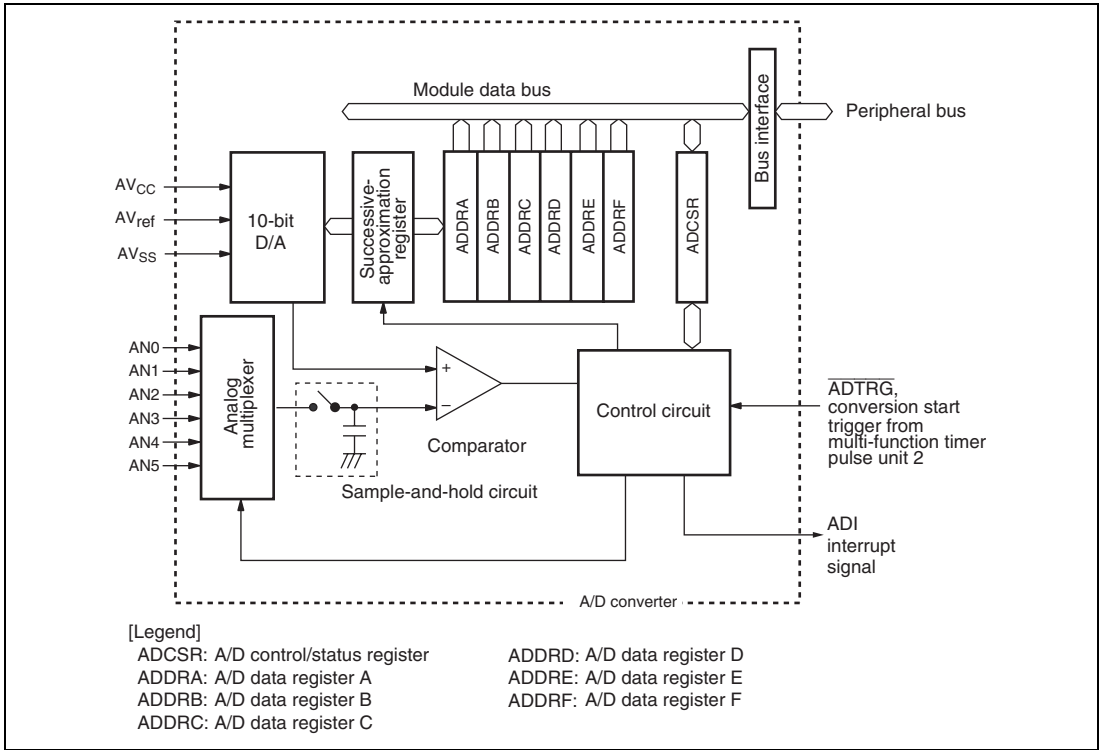 Module data bus
Bus interface
Peripheral bus
AVCC
AVref
AVSS
10-bit
D/A
Successive-
approximation
register
ADDRA
ADDRB
ADDRC
ADDRD
ADDRE
ADDRF
ADCSR
AN0
AN1
AN2
AN3
AN4
AN5
Analog
multiplexer
+
−
Comparator
Sample-and-hold circuit
Control circuit
ADTRG,
conversion start
trigger from
multi-function timer
pulse unit 2
ADI
interrupt
signal
A/D converter
[Legend]
ADCSR: A/D control/status register
ADDRA: A/D data register A
ADDRB: A/D data register B
ADDRC: A/D data register C
ADDRD: A/D data register D
ADDRE: A/D data register E
ADDRF: A/D data register F